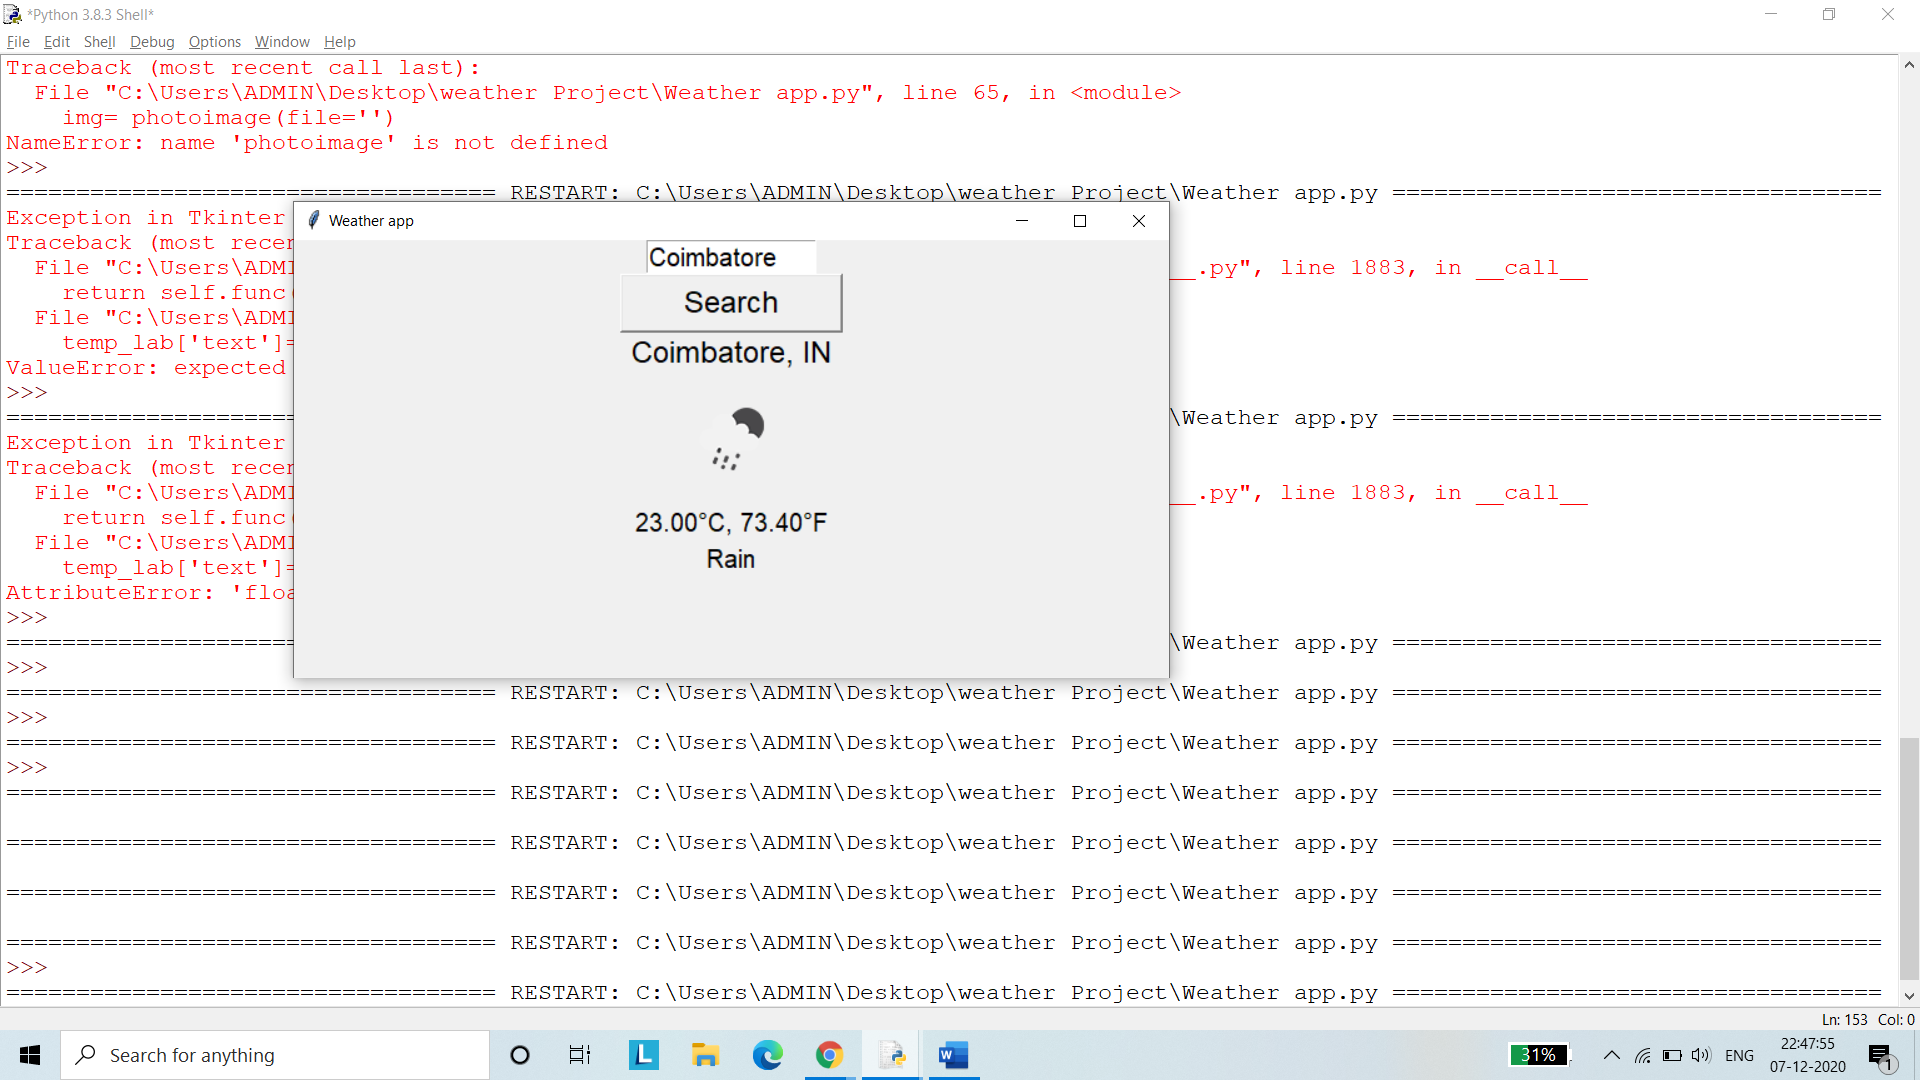 *Python 3.8.3 Shell*
File Edit Shell Debug Options Window Help
Traceback (most recent call last):
File "C:\Users\ADMIN\Desktop\weather Project\Weather app.py", line 65, in <module>
img= photoimage(file='')
NameError: name 'photoimage' is not defined
>>>
=================================== RESTART: C:\Users\ADMIN\Desktop\weather Project\Weather app.py ===================================
Exception in Tkinter
Traceback (most recen
File "C:\Users\ADMI __.py", line 1883, in __call__
return self.func(
File "C:\Users\ADMI
temp_lab['text']=
ValueError: expected
>>>
===================== \Weather app.py ===================================
Exception in Tkinter
Traceback (most recen
File "C:\Users\ADMI __.py", line 1883, in __call__
return self.func(
File "C:\Users\ADMI
temp_lab['text']=
AttributeError: 'floa
>>>
===================== \Weather app.py ===================================
>>>
=================================== RESTART: C:\Users\ADMIN\Desktop\weather Project\Weather app.py ===================================
>>>
=================================== RESTART: C:\Users\ADMIN\Desktop\weather Project\Weather app.py ===================================
>>>
=================================== RESTART: C:\Users\ADMIN\Desktop\weather Project\Weather app.py ===================================
=================================== RESTART: C:\Users\ADMIN\Desktop\weather Project\Weather app.py ===================================
=================================== RESTART: C:\Users\ADMIN\Desktop\weather Project\Weather app.py ===================================
=================================== RESTART: C:\Users\ADMIN\Desktop\weather Project\Weather app.py ===================================
>>>
=================================== RESTART: C:\Users\ADMIN\Desktop\weather Project\Weather app.py ===================================
Weather app
Coimbatore
Search
Coimbatore, IN
23.00°C, 73.40°F
Rain
Ln: 153 Col: 0
Search for anything
L
W
31%
ENG
22:47:55
07-12-2020
1